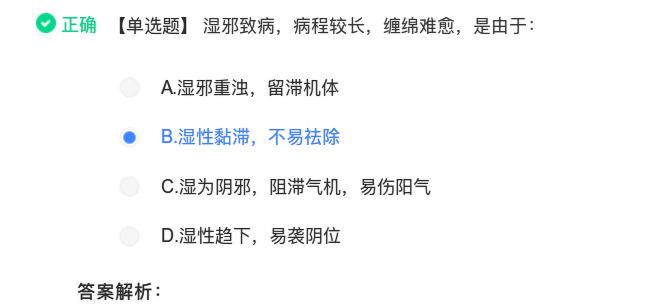 正确 【单选题】 湿邪致病，病程较长，缠绵难愈，是由于：
A.湿邪重浊，留滞机体
B.湿性黏滞，不易祛除
C.湿为阴邪，阻滞气机，易伤阳气
D.湿性趋下，易袭阴位
答案解析：